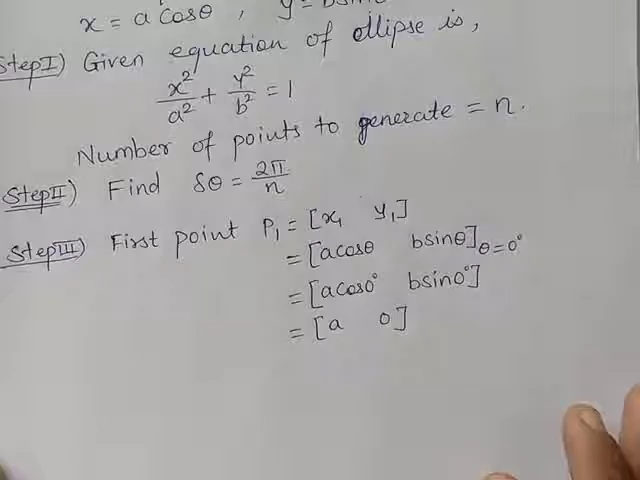 x = a cosθ , y = bsinθ
Step I) Given equation of ellipse is,
x²/a² + y²/b² = 1
Number of points to generate = n.
Step II) Find δθ = 2π/n
Step III) First point P₁ = [x₁ y₁]
= [acosθ bsinθ]θ=0°
= [acos0° bsin0°]
= [a 0]